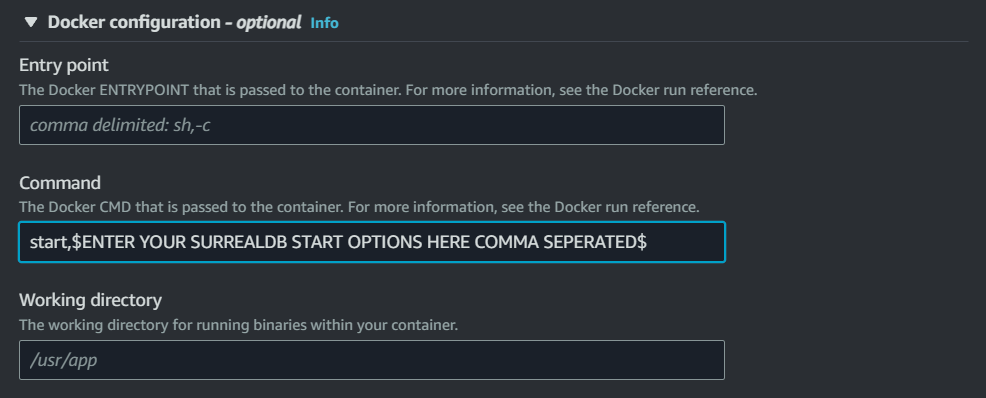 Docker configuration - optional Info
Entry point
The Docker ENTRYPOINT that is passed to the container. For more information, see the Docker run reference.
comma delimited: sh,-c
Command
The Docker CMD that is passed to the container. For more information, see the Docker run reference.
start,$ENTER YOUR SURREALDB START OPTIONS HERE COMMA SEPERATED$
Working directory
The working directory for running binaries within your container.
/usr/app